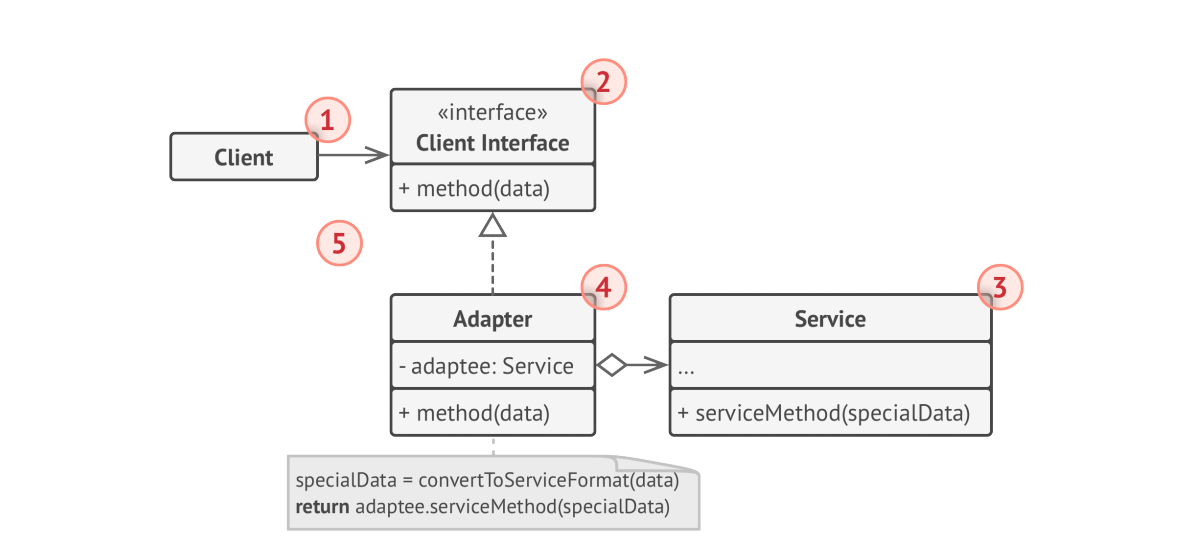 1
Client
2
«interface»
Client Interface
+ method(data)
5
4
Adapter
- adaptee: Service
+ method(data)
3
Service
...
+ serviceMethod(specialData)
specialData = convertToServiceFormat(data)
return adaptee.serviceMethod(specialData)